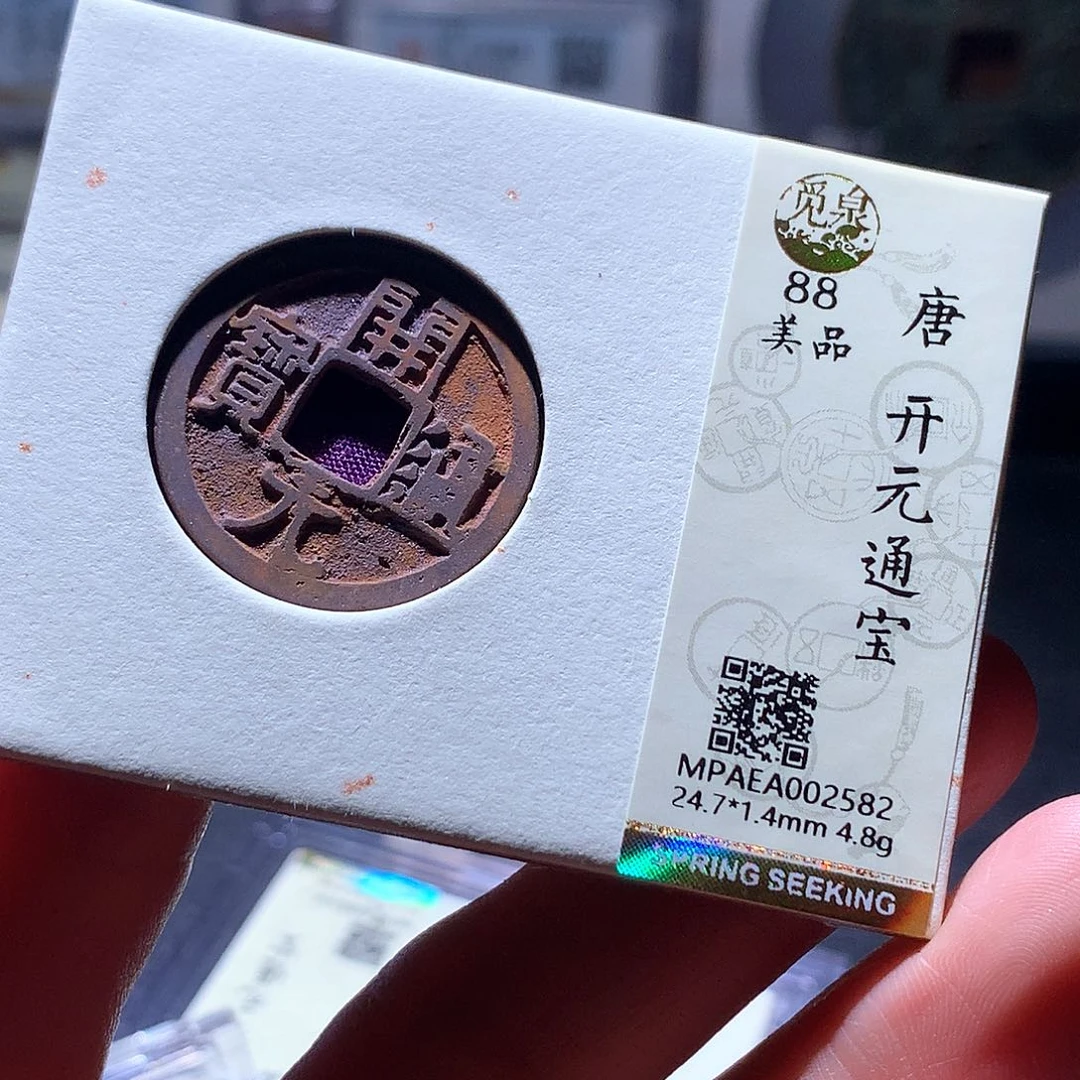 開
通
元
寶
觅泉
88
美品
唐
开元通宝
MPAEA002582
24.7*1.4mm 4.8g
SPRING SEEKING